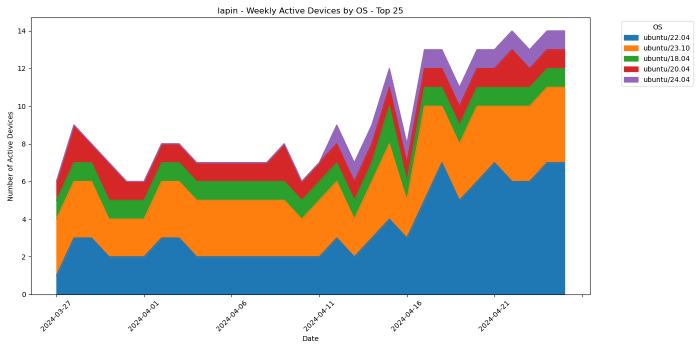 lapin - Weekly Active Devices by OS - Top 25
Number of Active Devices
14
12
10
8
6
4
2
0
2024-03-27
2024-04-01
2024-04-06
2024-04-11
2024-04-16
2024-04-21
Date
OS
ubuntu/22.04
ubuntu/23.10
ubuntu/18.04
ubuntu/20.04
ubuntu/24.04